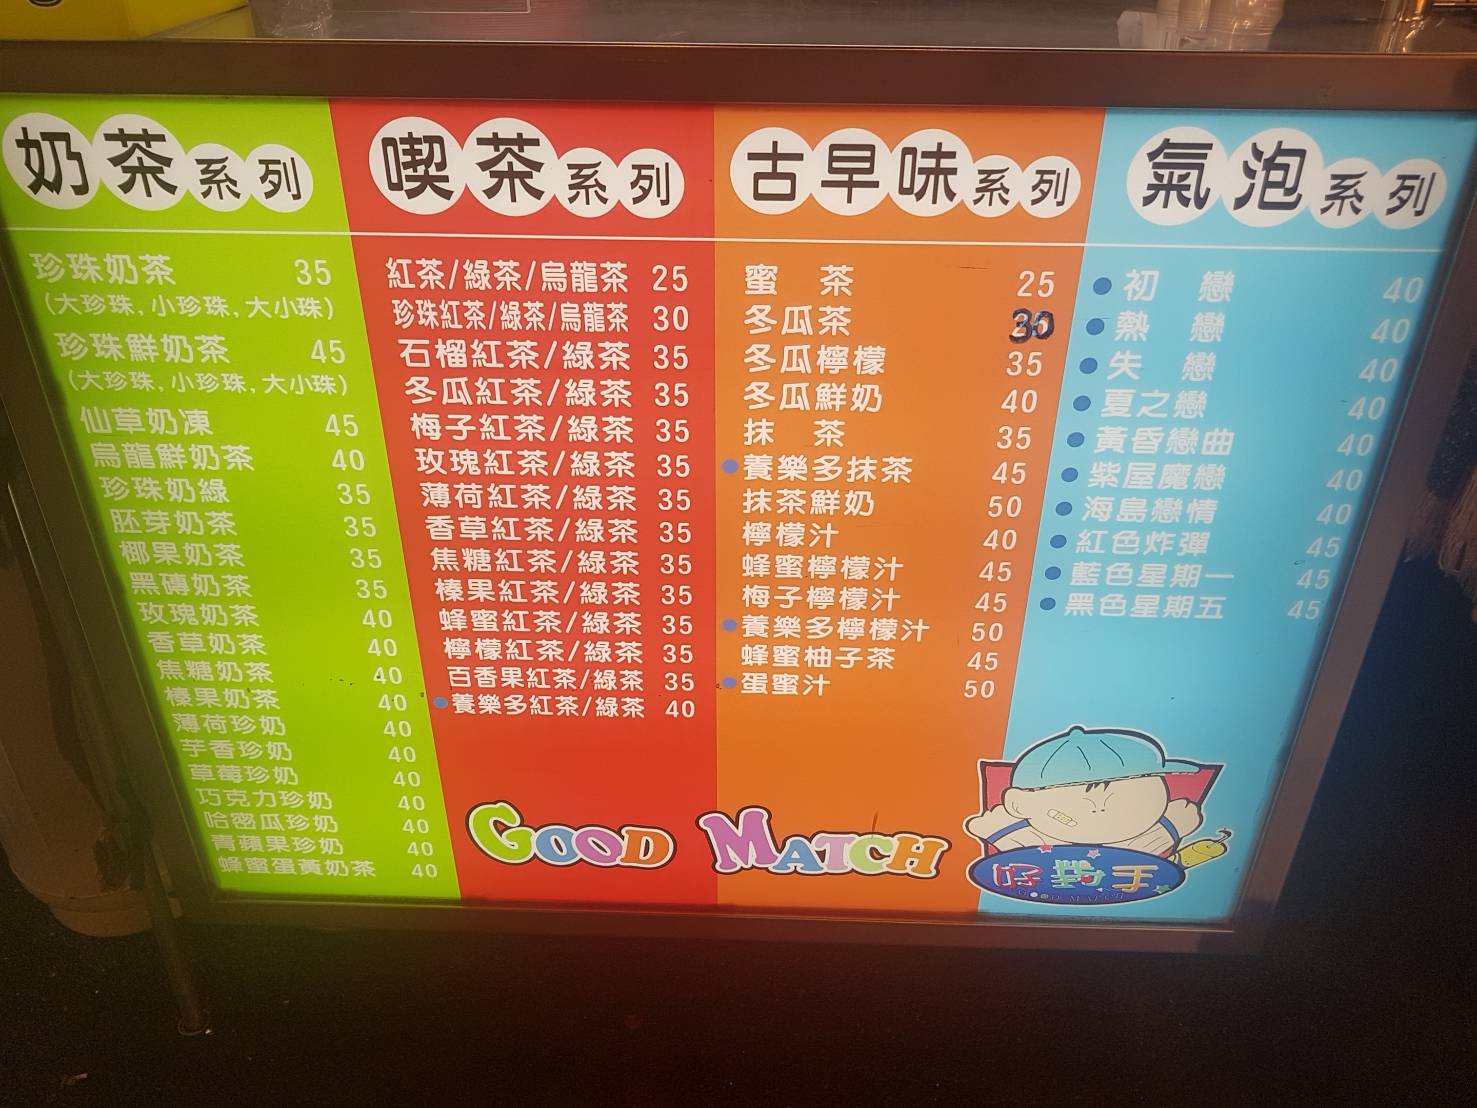 奶茶系列
珍珠奶茶 35
(大珍珠,小珍珠,大小珠)
珍珠鮮奶茶 45
(大珍珠,小珍珠,大小珠)
仙草奶凍 45
烏龍鮮奶茶 40
珍珠奶綠 35
胚芽奶茶 35
椰果奶茶 35
黑磚奶茶 35
玫瑰奶茶 40
香草奶茶 40
焦糖奶茶 40
榛果奶茶 40
薄荷珍奶 40
芋香珍奶 40
草莓珍奶 40
巧克力珍奶 40
哈密瓜珍奶 40
青蘋果珍奶 40
蜂蜜蛋黃奶茶 40
喫茶系列
紅茶/綠茶/烏龍茶 25
珍珠紅茶/綠茶/烏龍茶 30
石榴紅茶/綠茶 35
冬瓜紅茶/綠茶 35
梅子紅茶/綠茶 35
玫瑰紅茶/綠茶 35
薄荷紅茶/綠茶 35
香草紅茶/綠茶 35
焦糖紅茶/綠茶 35
榛果紅茶/綠茶 35
蜂蜜紅茶/綠茶 35
檸檬紅茶/綠茶 35
百香果紅茶/綠茶 35
養樂多紅茶/綠茶 40
古早味系列
蜜 茶 25
冬瓜茶 30
冬瓜檸檬 35
冬瓜鮮奶 40
抹 茶 35
養樂多抹茶 45
抹茶鮮奶 50
檸檬汁 40
蜂蜜檸檬汁 45
梅子檸檬汁 45
養樂多檸檬汁 50
蜂蜜柚子茶 45
蛋蜜汁 50
氣泡系列
初 戀 40
熱 戀 40
失 戀 40
夏之戀 40
黃昏戀曲 40
紫屋魔戀 40
海島戀情 40
紅色炸彈 45
藍色星期一 45
黑色星期五 45
GOOD MATCH
好對手
GOOD MATCH